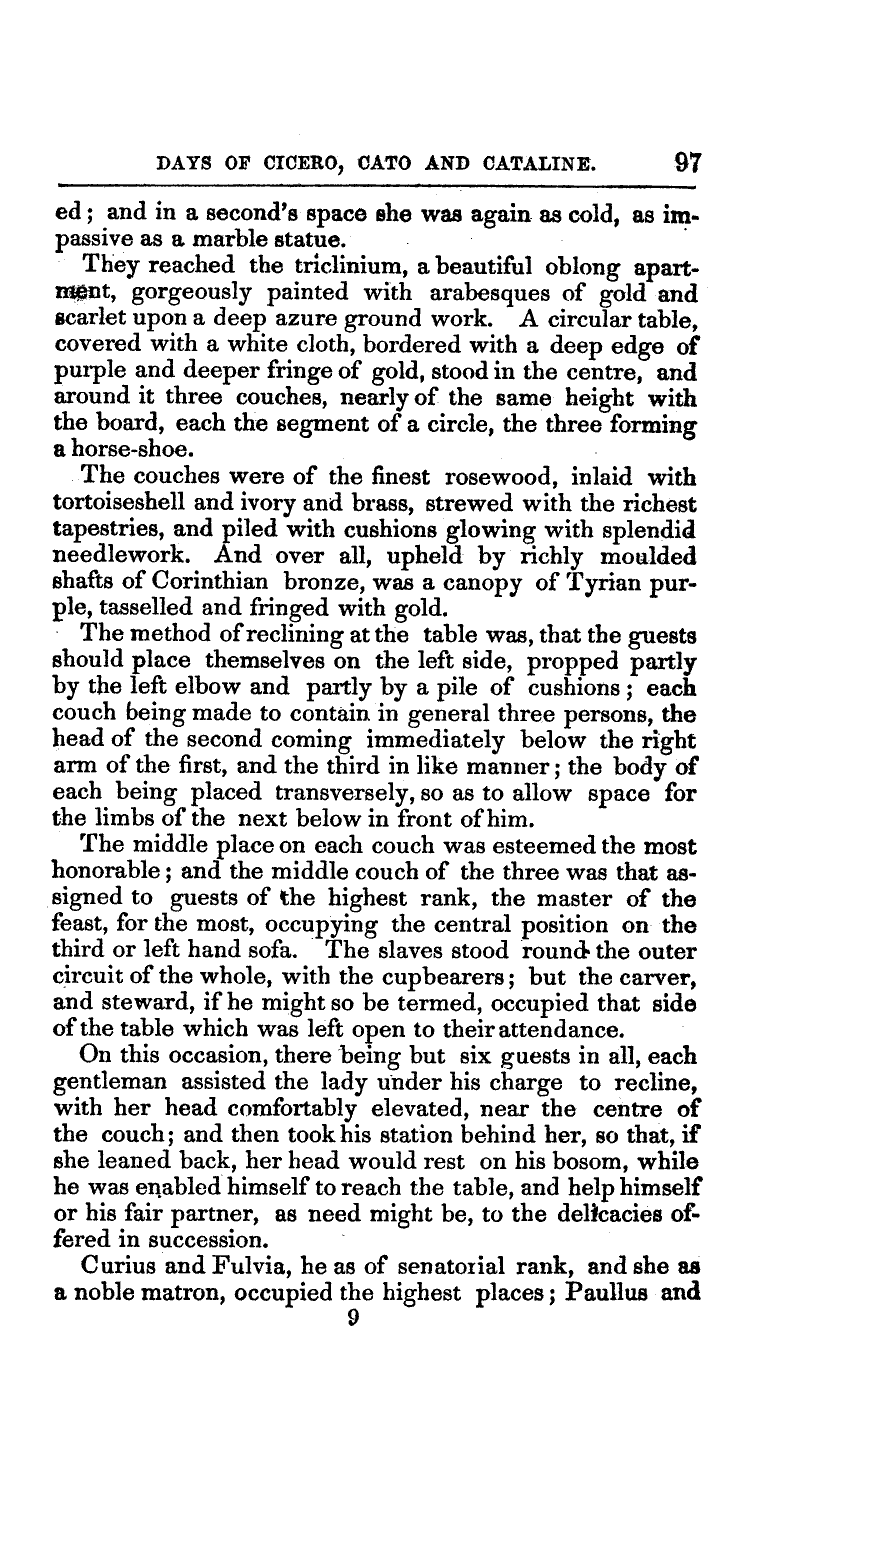 DAYS OF CICERO, CATO AND CATALINE. 97
ed; and in a second's space she was again as cold, as im-
passive as a marble statue.
They reached the triclinium, a beautiful oblong apart-
ment, gorgeously painted with arabesques of gold and
scarlet upon a deep azure ground work. A circular table,
covered with a white cloth, bordered with a deep edge of
purple and deeper fringe of gold, stood in the centre, and
around it three couches, nearly of the same height with
the board, each the segment of a circle, the three forming
a horse-shoe.
The couches were of the finest rosewood, inlaid with
tortoiseshell and ivory and brass, strewed with the richest
tapestries, and piled with cushions glowing with splendid
needlework. And over all, upheld by richly moulded
shafts of Corinthian bronze, was a canopy of Tyrian pur-
ple, tasselled and fringed with gold.
The method of reclining at the table was, that the guests
should place themselves on the left side, propped partly
by the left elbow and partly by a pile of cushions; each
couch being made to contain in general three persons, the
head of the second coming immediately below the right
arm of the first, and the third in like manner; the body of
each being placed transversely, so as to allow space for
the limbs of the next below in front of him.
The middle place on each couch was esteemed the most
honorable; and the middle couch of the three was that as-
signed to guests of the highest rank, the master of the
feast, for the most, occupying the central position on the
third or left hand sofa. The slaves stood round the outer
circuit of the whole, with the cupbearers; but the carver,
and steward, if he might so be termed, occupied that side
of the table which was left open to their attendance.
On this occasion, there being but six guests in all, each
gentleman assisted the lady under his charge to recline,
with her head comfortably elevated, near the centre of
the couch; and then took his station behind her, so that, if
she leaned back, her head would rest on his bosom, while
he was enabled himself to reach the table, and help himself
or his fair partner, as need might be, to the delicacies of-
fered in succession.
Curius and Fulvia, he as of senatorial rank, and she as
a noble matron, occupied the highest places; Paullus and
9